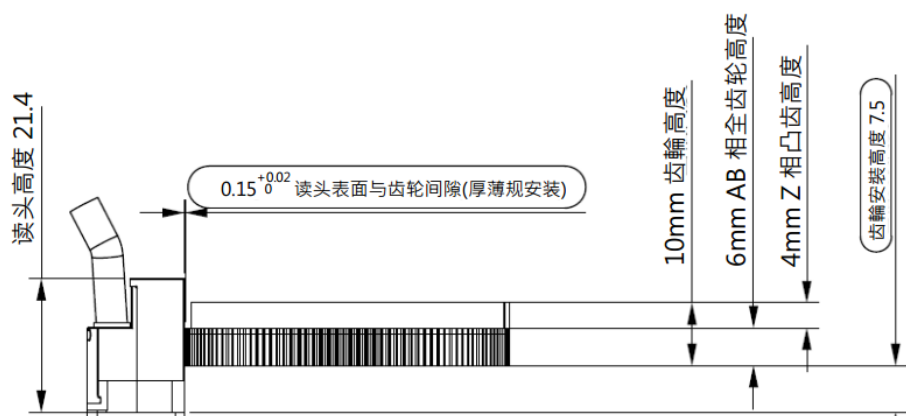 读头高度 21.4
0.15 +0.02 0 读头表面与齿轮间隙(厚薄规安装)
10mm 齿輪高度
6mm AB 相全齿轮高度
4mm Z 相凸齿高度
齿輪安裝高度 7.5